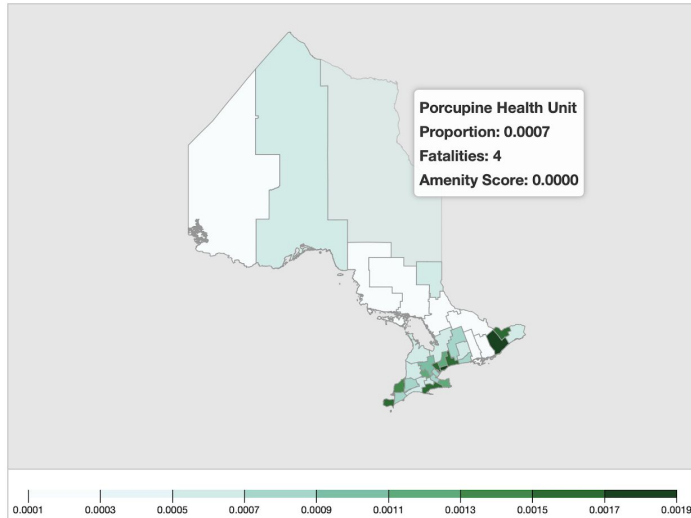 Porcupine Health Unit
Proportion: 0.0007
Fatalities: 4
Amenity Score: 0.0000
0.0001 0.0003 0.0005 0.0007 0.0009 0.0011 0.0013 0.0015 0.0017 0.0019